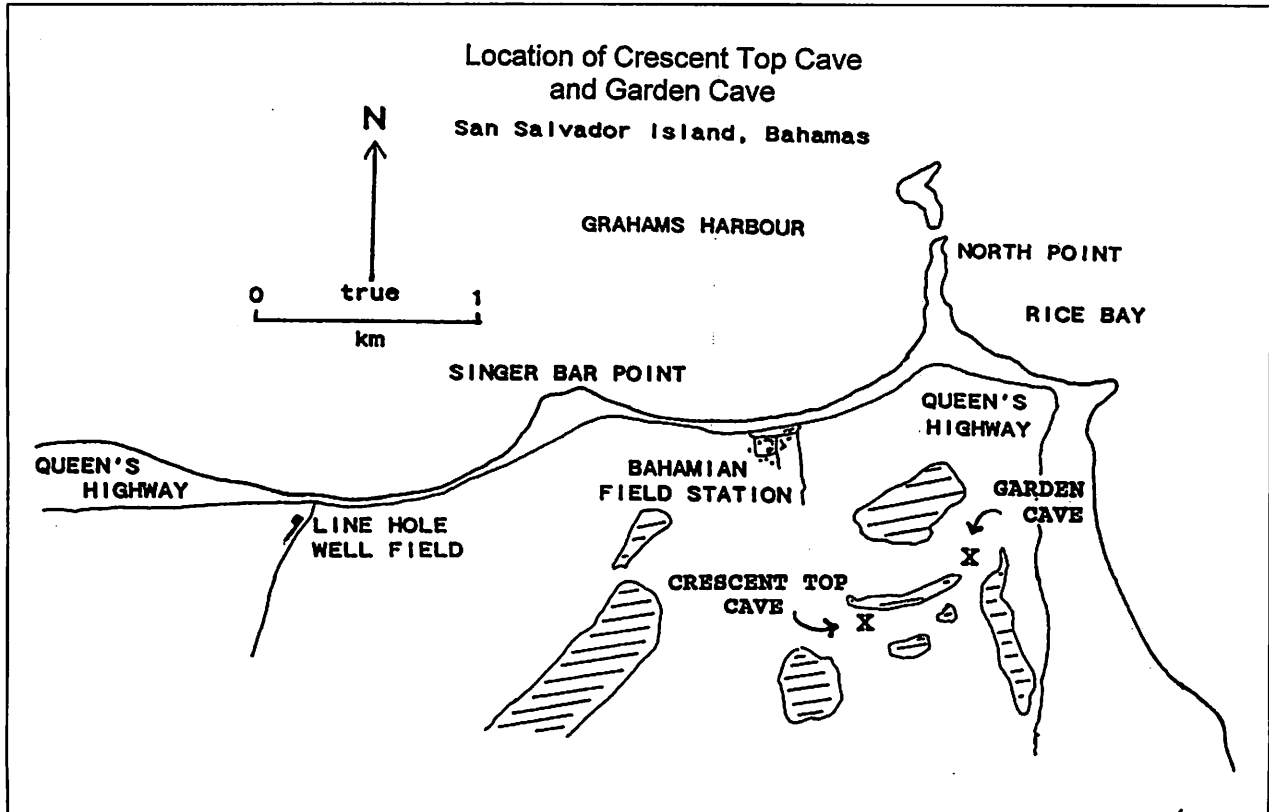 Location of Crescent Top Cave
and Garden Cave
San Salvador Island, Bahamas
N
true
0 1
km
GRAHAMS HARBOUR
NORTH POINT
RICE BAY
SINGER BAR POINT
QUEEN'S
HIGHWAY
QUEEN'S
HIGHWAY
BAHAMIAN
FIELD STATION
LINE HOLE
WELL FIELD
GARDEN
CAVE
X
CRESCENT TOP
CAVE
X